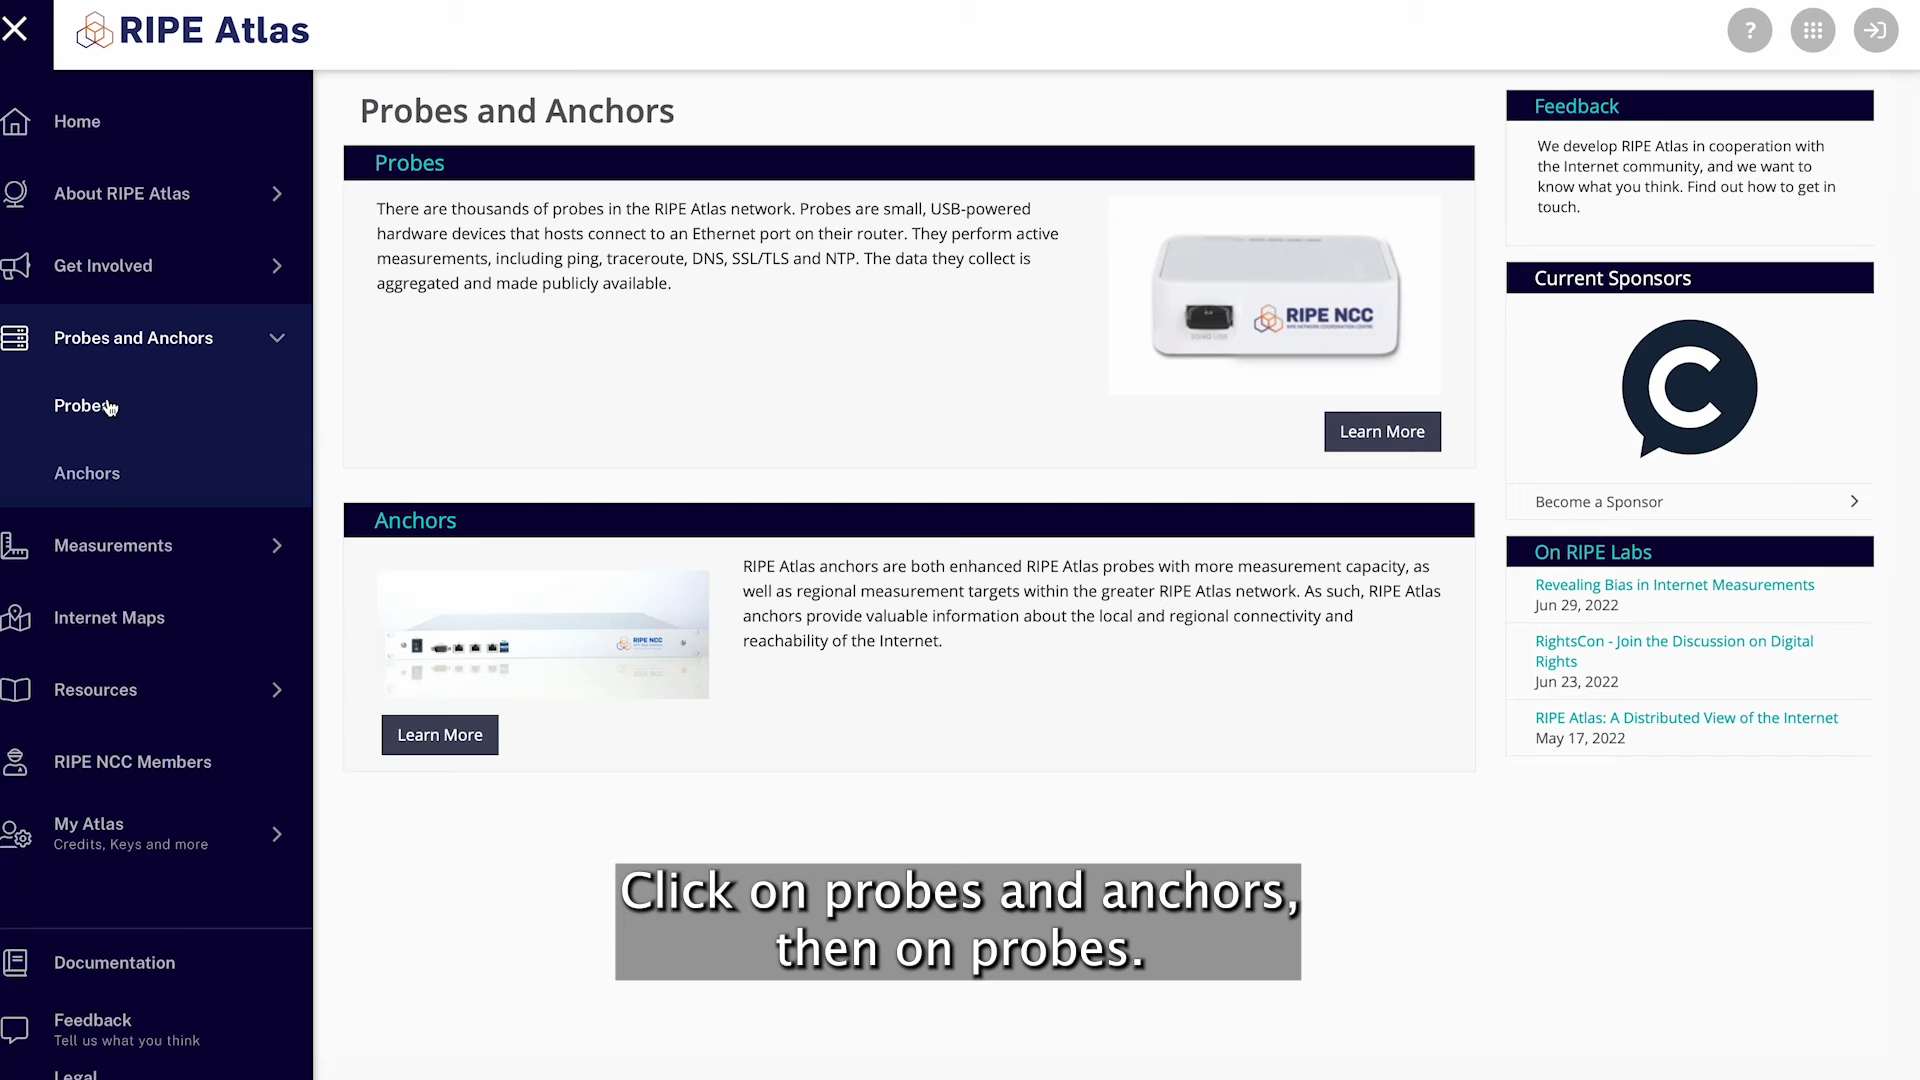 RIPE Atlas
?
Home
About RIPE Atlas
Get Involved
Probes and Anchors
Probes
Anchors
Measurements
Internet Maps
Resources
RIPE NCC Members
My Atlas
Credits, Keys and more
Documentation
Feedback
Tell us what you think
Legal
Probes and Anchors
Probes
There are thousands of probes in the RIPE Atlas network. Probes are small, USB-powered
hardware devices that hosts connect to an Ethernet port on their router. They perform active
measurements, including ping, traceroute, DNS, SSL/TLS and NTP. The data they collect is
aggregated and made publicly available.
RIPE NCC
RIPE NETWORK COORDINATION CENTRE
3G/4G USB
Learn More
Anchors
RIPE NCC
RIPE Atlas anchors are both enhanced RIPE Atlas probes with more measurement capacity, as
well as regional measurement targets within the greater RIPE Atlas network. As such, RIPE Atlas
anchors provide valuable information about the local and regional connectivity and
reachability of the Internet.
Learn More
Feedback
We develop RIPE Atlas in cooperation with
the Internet community, and we want to
know what you think. Find out how to get in
touch.
Current Sponsors
C
Become a Sponsor
On RIPE Labs
Revealing Bias in Internet Measurements
Jun 29, 2022
RightsCon - Join the Discussion on Digital
Rights
Jun 23, 2022
RIPE Atlas: A Distributed View of the Internet
May 17, 2022
Click on probes and anchors,
then on probes.